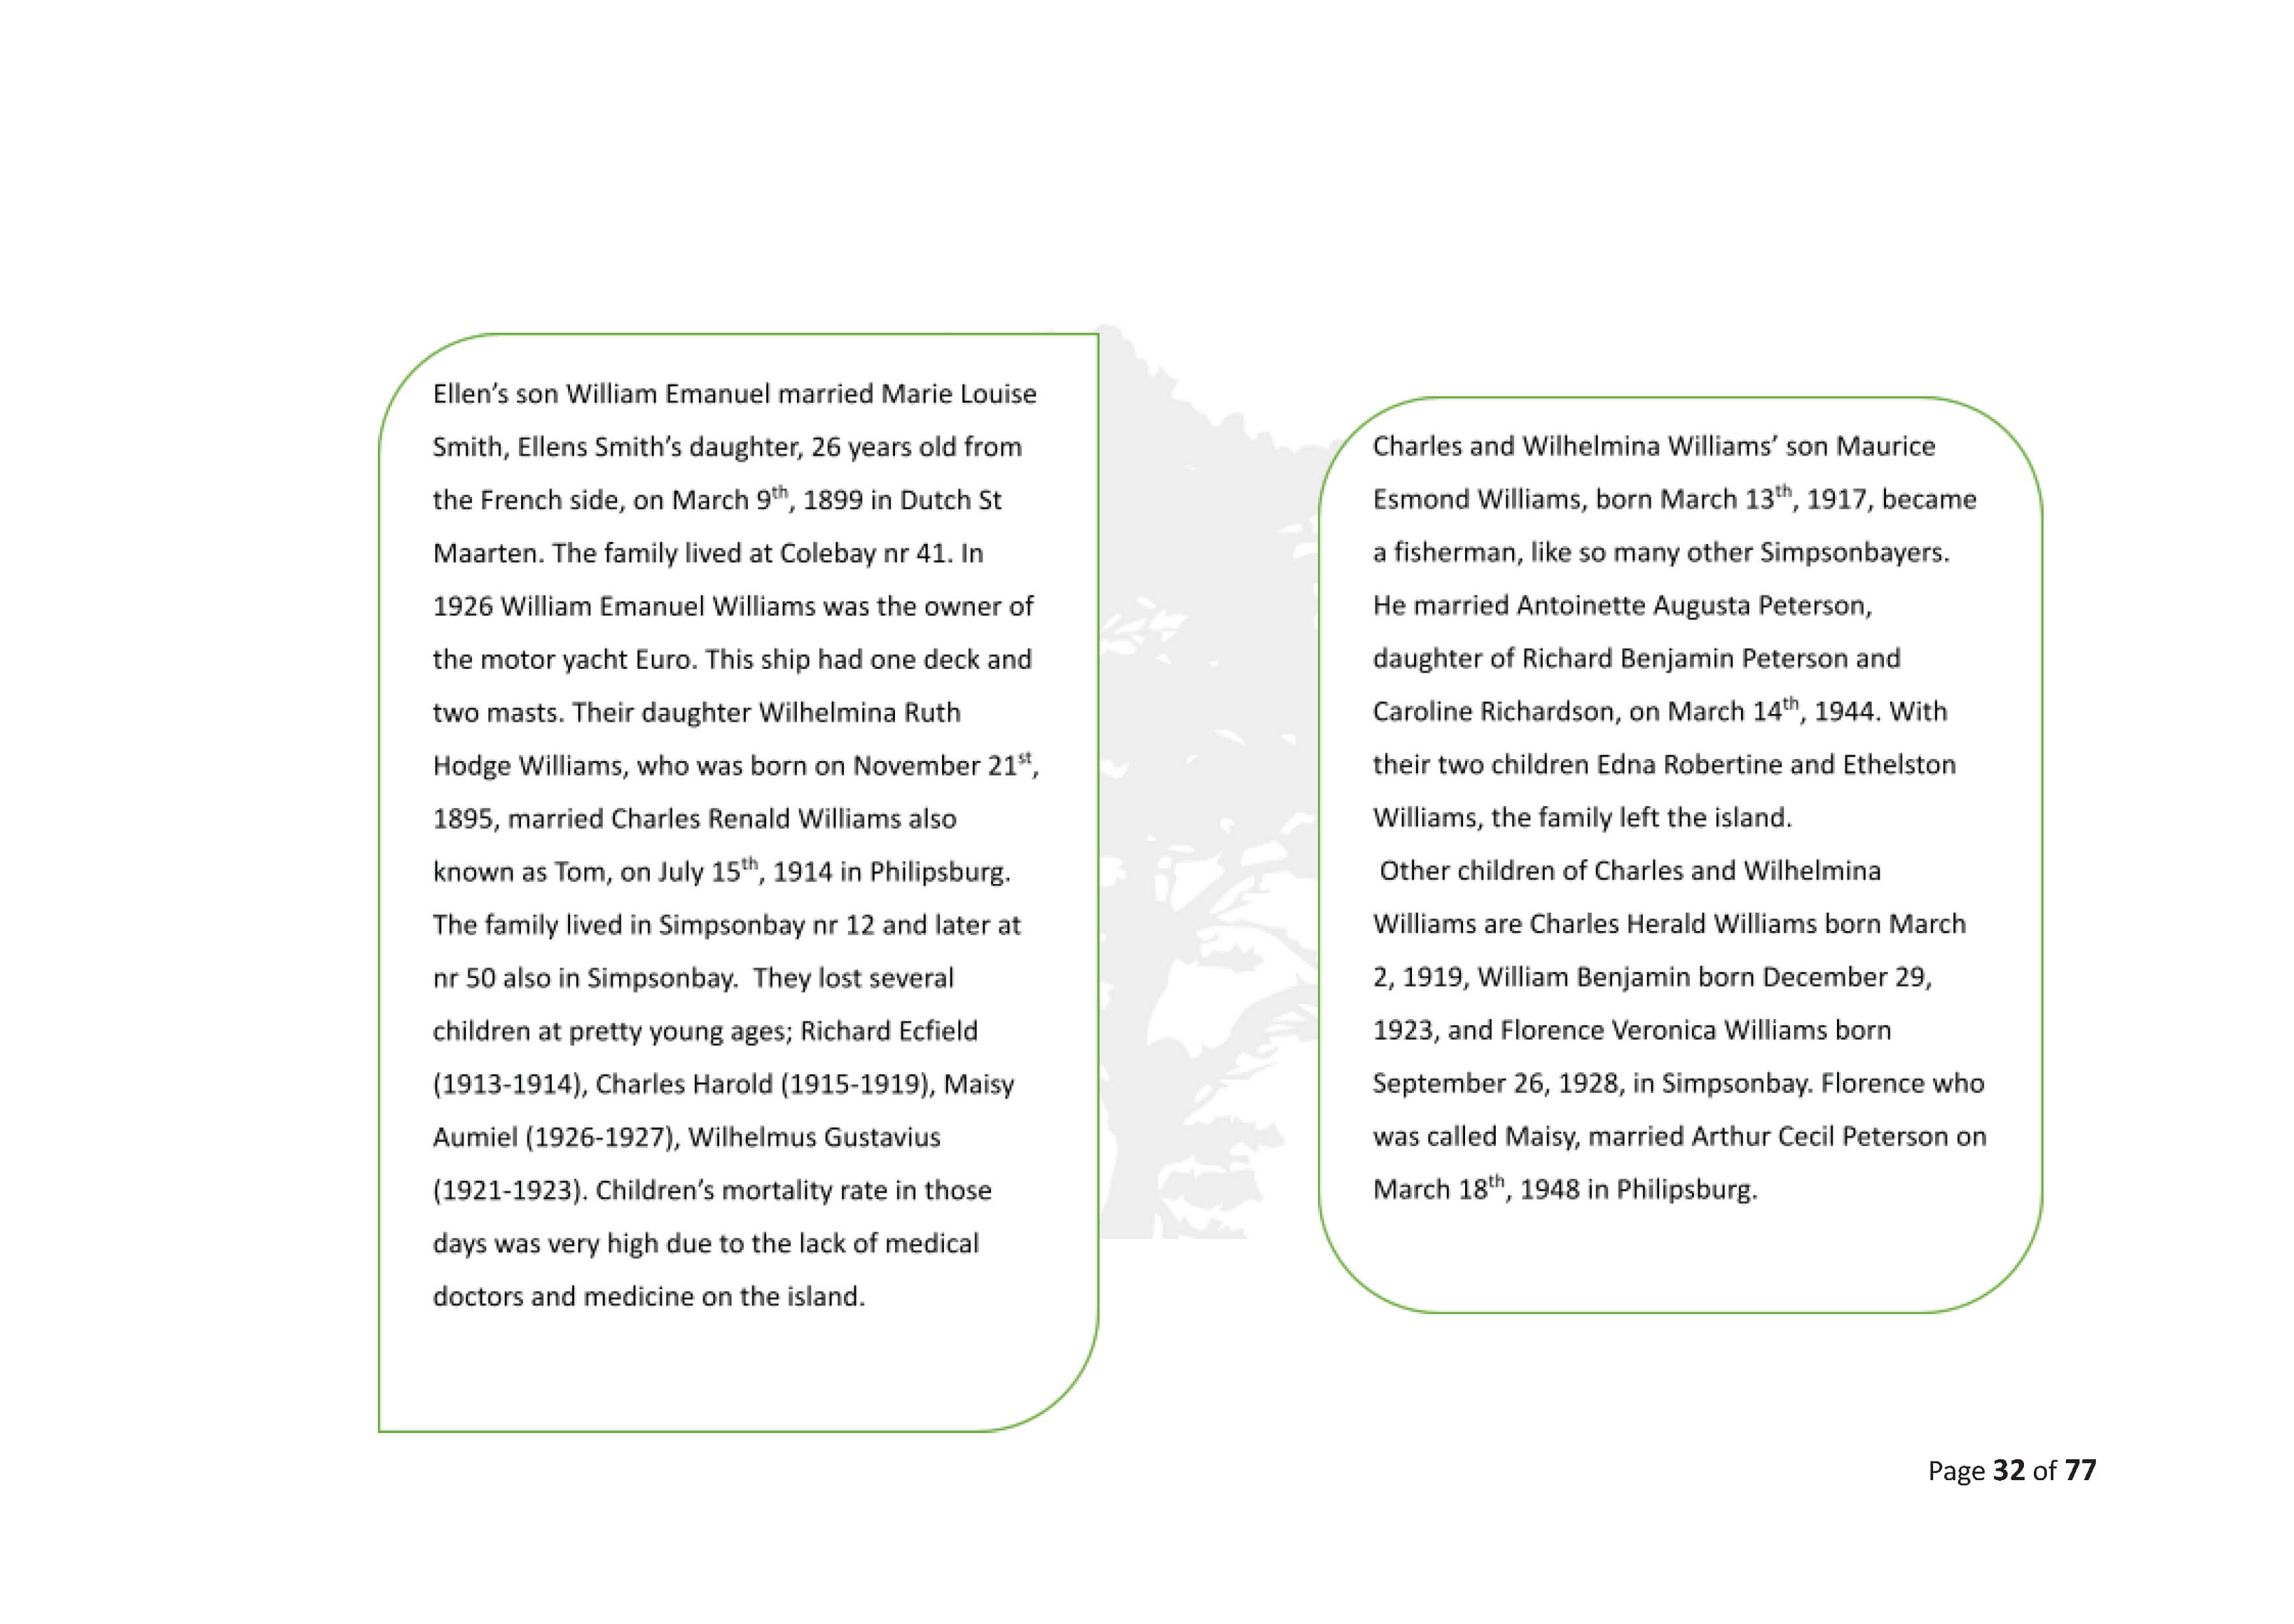 Ellen’s son William Emanuel married Marie Louise
Smith, Ellens Smith’s daughter, 26 years old from
the French side, on March 9th, 1899 in Dutch St
Maarten. The family lived at Colebay nr 41. In
1926 William Emanuel Williams was the owner of
the motor yacht Euro. This ship had one deck and
two masts. Their daughter Wilhelmina Ruth
Hodge Williams, who was born on November 21st,
1895, married Charles Renald Williams also
known as Tom, on July 15th, 1914 in Philipsburg.
The family lived in Simpsonbay nr 12 and later at
nr 50 also in Simpsonbay.  They lost several
children at pretty young ages; Richard Ecfield
(1913-1914), Charles Harold (1915-1919), Maisy
Aumiel (1926-1927), Wilhelmus Gustavius
(1921-1923). Children’s mortality rate in those
days was very high due to the lack of medical
doctors and medicine on the island.
Charles and Wilhelmina Williams’ son Maurice
Esmond Williams, born March 13th, 1917, became
a fisherman, like so many other Simpsonbayers.
He married Antoinette Augusta Peterson,
daughter of Richard Benjamin Peterson and
Caroline Richardson, on March 14th, 1944. With
their two children Edna Robertine and Ethelston
Williams, the family left the island.
Other children of Charles and Wilhelmina
Williams are Charles Herald Williams born March
2, 1919, William Benjamin born December 29,
1923, and Florence Veronica Williams born
September 26, 1928, in Simpsonbay. Florence who
was called Maisy, married Arthur Cecil Peterson on
March 18th, 1948 in Philipsburg.
Page 32 of 77